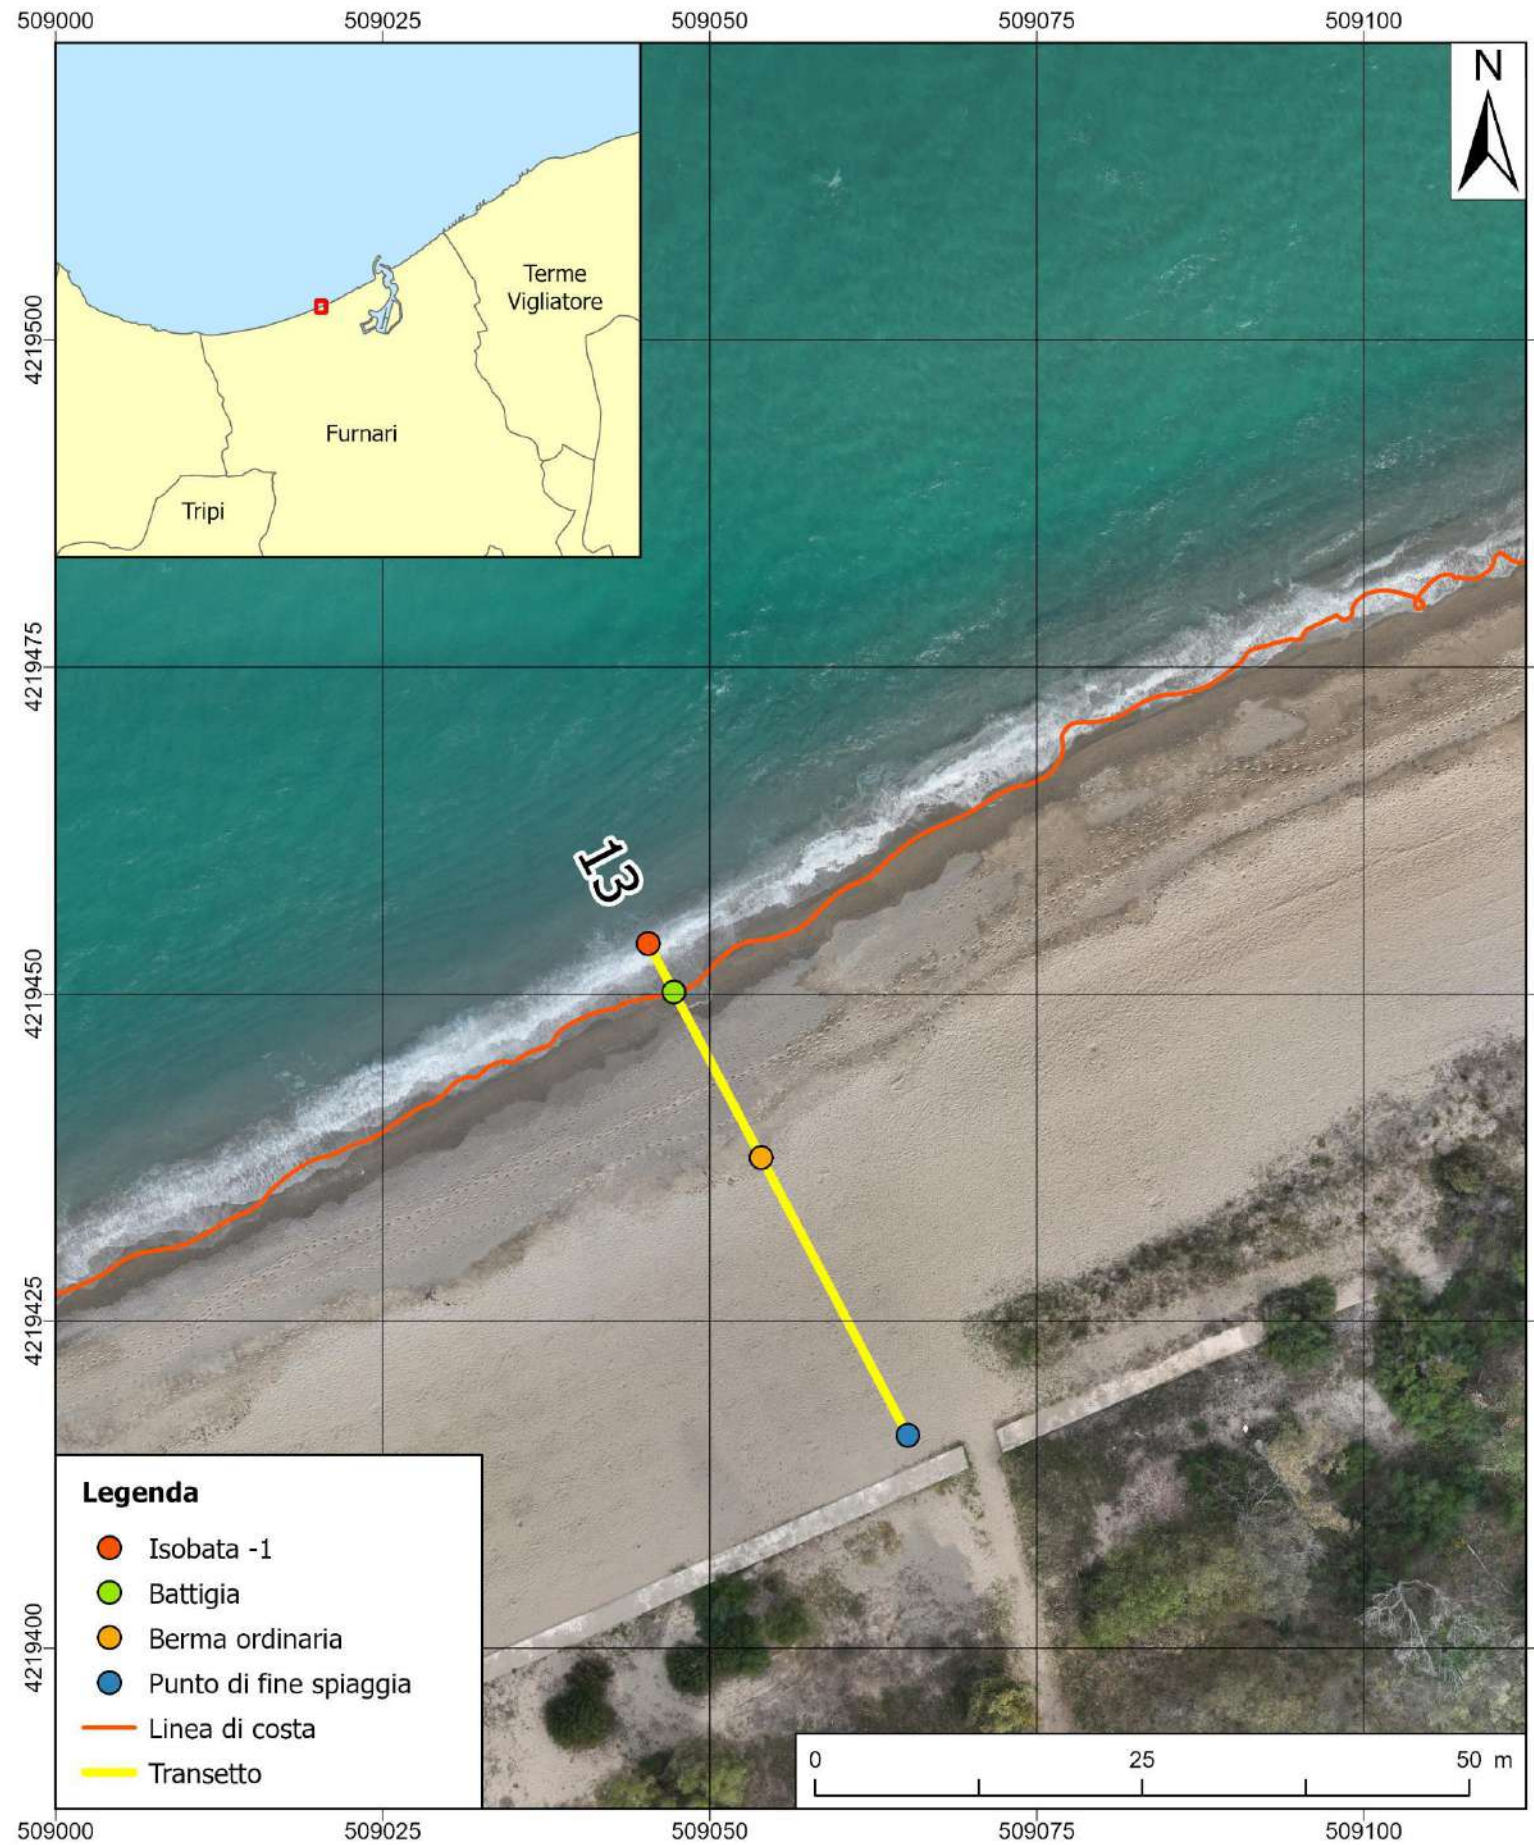 509000 509025 509050 509075 509100
N
Terme
Vigliatore
Furnari
Tripi
4219500
4219475
4219450
4219425
4219400
13
Legenda
Isobata -1
Battigia
Berma ordinaria
Punto di fine spiaggia
Linea di costa
Transetto
0 25 50 m
509000 509025 509050 509075 509100